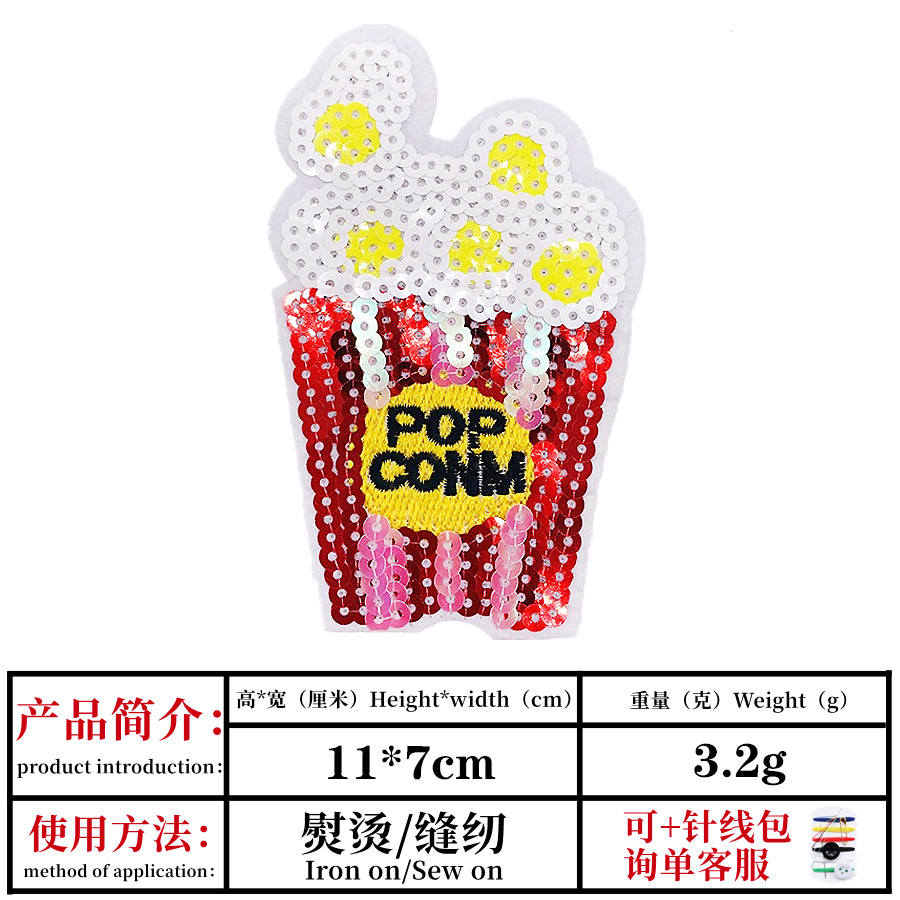 POP
CONM
产品简介：
product introduction：
高*宽（厘米）Height*width（cm）
重量（克）Weight（g）
11*7cm
3.2g
使用方法：
method of application：
熨烫/缝纫
Iron on/Sew on
可+针线包
询单客服